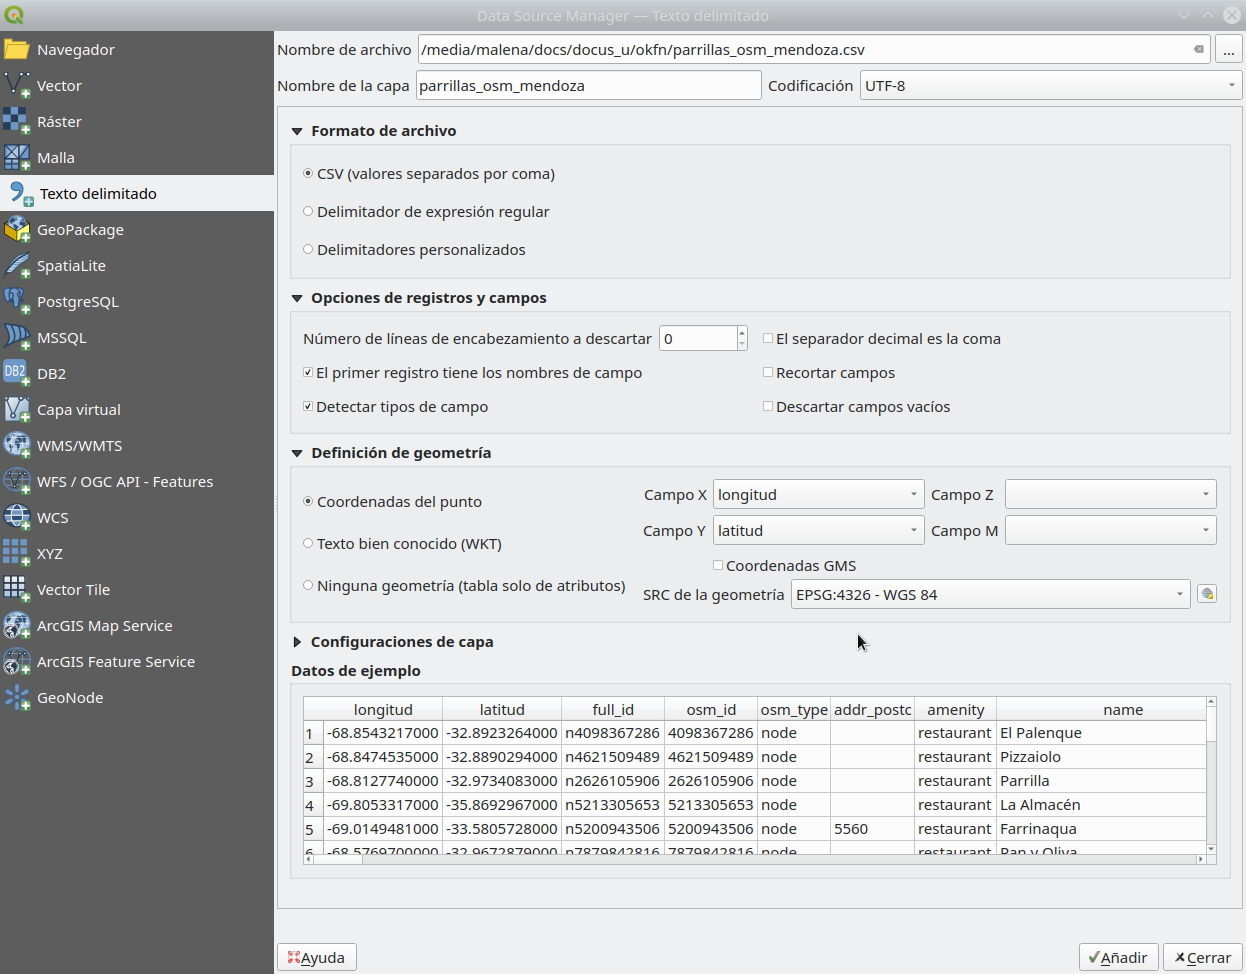 Data Source Manager — Texto delimitado
Navegador
Vector
Ráster
Malla
Texto delimitado
GeoPackage
SpatiaLite
PostgreSQL
MSSQL
DB2
DB2
Capa virtual
WMS/WMTS
WFS / OGC API - Features
WCS
XYZ
Vector Tile
ArcGIS Map Service
ArcGIS Feature Service
GeoNode
Nombre de archivo /media/malena/docs/docus_u/okfn/parrillas_osm_mendoza.csv ...
Nombre de la capa parrillas_osm_mendoza Codificación UTF-8
Formato de archivo
CSV (valores separados por coma)
Delimitador de expresión regular
Delimitadores personalizados
Opciones de registros y campos
Número de líneas de encabezamiento a descartar 0 El separador decimal es la coma
El primer registro tiene los nombres de campo Recortar campos
Detectar tipos de campo Descartar campos vacíos
Definición de geometría
Coordenadas del punto Campo X longitud Campo Z
Texto bien conocido (WKT) Campo Y latitud Campo M
Coordenadas GMS
Ninguna geometría (tabla solo de atributos) SRC de la geometría EPSG:4326 - WGS 84
Configuraciones de capa
Datos de ejemplo
longitud latitud full_id osm_id osm_type addr_postc amenity name
1 -68.8543217000 -32.8923264000 n4098367286 4098367286 node restaurant El Palenque
2 -68.8474535000 -32.8890294000 n4621509489 4621509489 node restaurant Pizzaiolo
3 -68.8127740000 -32.9734083000 n2626105906 2626105906 node restaurant Parrilla
4 -69.8053317000 -35.8692967000 n5213305653 5213305653 node restaurant La Almacén
5 -69.0149481000 -33.5805728000 n5200943506 5200943506 node 5560 restaurant Farrinaqua
6 -68.5769700000 -32.9672879000 n7879842816 7879842816 node restaurant Pan y Oliva
Ayuda Añadir Cerrar